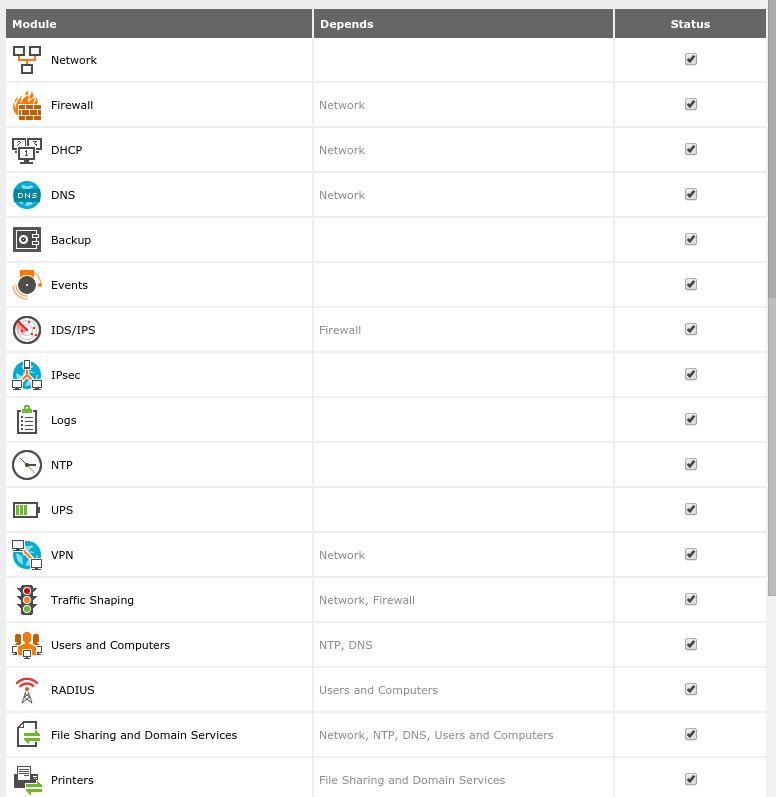 Module Depends Status
Network
Firewall Network
DHCP Network
DNS DNS Network
Backup
Events
IDS/IPS Firewall
IPsec
Logs
NTP
UPS
VPN Network
Traffic Shaping Network, Firewall
Users and Computers NTP, DNS
RADIUS Users and Computers
File Sharing and Domain Services Network, NTP, DNS, Users and Computers
Printers File Sharing and Domain Services